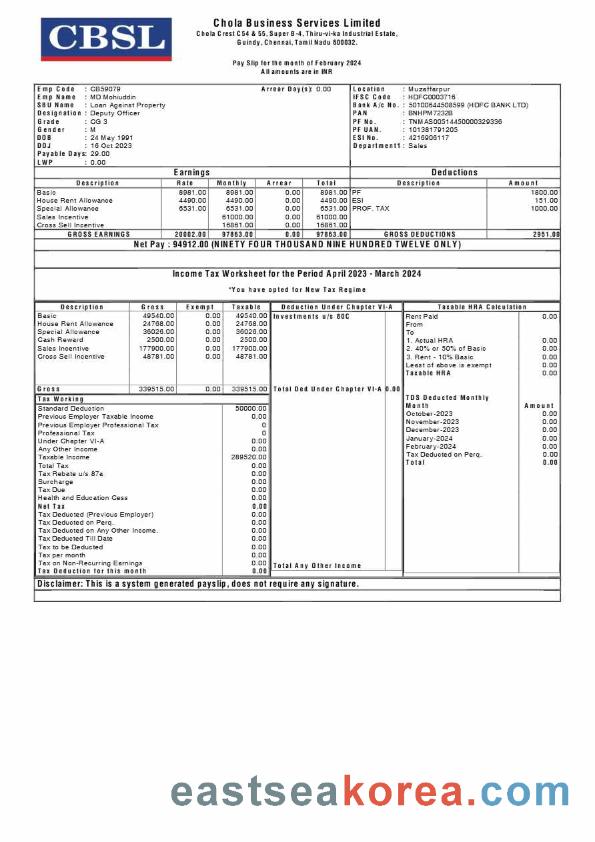 CBSL
Chola Business Services Limited
Chola Crest C54 & 55, Super B-4, Thiru-vi-ka Industrial Estate,
Guindy, Chennai, Tamil Nadu 600032.
Pay Slip for the month of February 2024
All amounts are in INR
Emp Code : CB59079 Arrear Day(s): 0.00 Location : Muzaffarpur
Emp Name : MD Mohiuddin IFSC Code : HDFC0003716
SBU Name : Loan Against Property Bank A/c No. : 50100644508599 (HDFC BANK LTD)
Designation : Deputy Officer PAN : BNHPM7232B
Grade : CG 3 PF No. : TNMAS00514450000329336
Gender : M PF UAN. : 101381791205
DOB : 24 May 1991 ESI No. : 4216906117
DOJ : 16 Oct 2023 Department1 : Sales
Payable Days: 29.00
LWP : 0.00
Earnings Deductions
Description Rate Monthly Arrear Total Description Amount
Basic 8981.00 8981.00 0.00 8981.00 PF 1800.00
House Rent Allowance 4490.00 4490.00 0.00 4490.00 ESI 151.00
Special Allowance 6531.00 6531.00 0.00 6531.00 PROF. TAX 1000.00
Sales Incentive 61000.00 0.00 61000.00
Cross Sell Incentive 16861.00 0.00 16861.00
GROSS EARNINGS 20002.00 97863.00 0.00 97863.00 GROSS DEDUCTIONS 2951.00
Net Pay : 94912.00 (NINETY FOUR THOUSAND NINE HUNDRED TWELVE ONLY)
Income Tax Worksheet for the Period April 2023 - March 2024
*You have opted for New Tax Regime
Description Gross Exempt Taxable Deduction Under Chapter VI-A Taxable HRA Calculation
Basic 49540.00 0.00 49540.00 Investments u/s 80C Rent Paid 0.00
House Rent Allowance 24768.00 0.00 24768.00 From
Special Allowance 36026.00 0.00 36026.00 To
Cash Reward 2500.00 0.00 2500.00 1. Actual HRA 0.00
Sales Incentive 177900.00 0.00 177900.00 2. 40% or 50% of Basic 0.00
Cross Sell Incentive 48781.00 0.00 48781.00 3. Rent - 10% Basic 0.00
Least of above is exempt 0.00
Taxable HRA 0.00
Gross 339515.00 0.00 339515.00 Total Ded Under Chapter VI-A 0.00
Tax Working TDS Deducted Monthly
Standard Deduction 50000.00 Month Amount
Previous Employer Taxable Income 0.00 October-2023 0.00
Previous Employer Professional Tax 0 November-2023 0.00
Professional Tax 0 December-2023 0.00
Under Chapter VI-A 0.00 January-2024 0.00
Any Other Income 0.00 February-2024 0.00
Taxable Income 289520.00 Tax Deducted on Perq. 0.00
Total Tax 0.00 Total 0.00
Tax Rebate u/s 87a 0.00
Surcharge 0.00
Tax Due 0.00
Health and Education Cess 0.00
Net Tax 0.00
Tax Deducted (Previous Employer) 0.00
Tax Deducted on Perq. 0.00
Tax Deducted on Any Other Income. 0.00
Tax Deducted Till Date 0.00
Tax to be Deducted 0.00
Tax per month 0.00
Tax on Non-Recurring Earnings 0.00 Total Any Other Income
Tax Deduction for this month 0.00
Disclaimer: This is a system generated payslip, does not require any signature.
eastseakorea.com